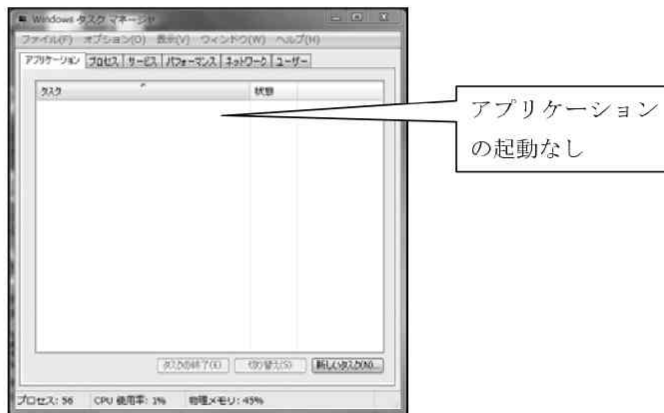 Windows タスク マネージャ
ファイル(F) オプション(O) 表示(V) ウィンドウ(W) ヘルプ(H)
アプリケーション プロセス サービス パフォーマンス ネットワーク ユーザー
タスク 状態
アプリケーション
の起動なし
タスクの終了(E) 切り替え(S) 新しいタスク(N)...
プロセス: 56 CPU 使用率: 1% 物理メモリ: 45%